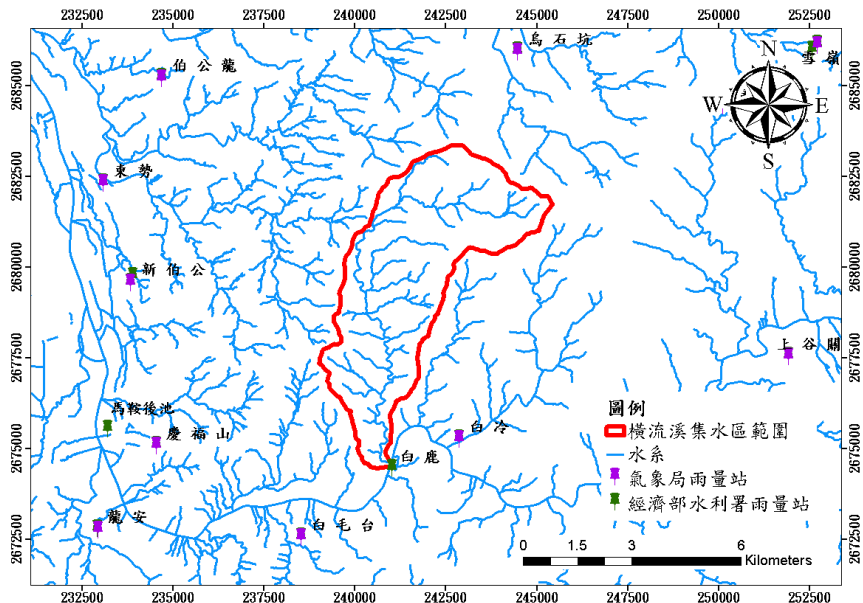 232500 235000 237500 240000 242500 245000 247500 250000 252500
烏石坑
雪嶺
伯公龍
N
W E
S
東勢
新伯公
上谷關
馬鞍後池
慶福山
白冷
白鹿
龍安
白毛台
圖例
橫流溪集水區範圍
水系
氣象局雨量站
經濟部水利署雨量站
0 1.5 3 6
Kilometers
2685000
2682500
2680000
2677500
2675000
2672500
2685000
2682500
2680000
2677500
2675000
2672500
232500 235000 237500 240000 242500 245000 247500 250000 252500